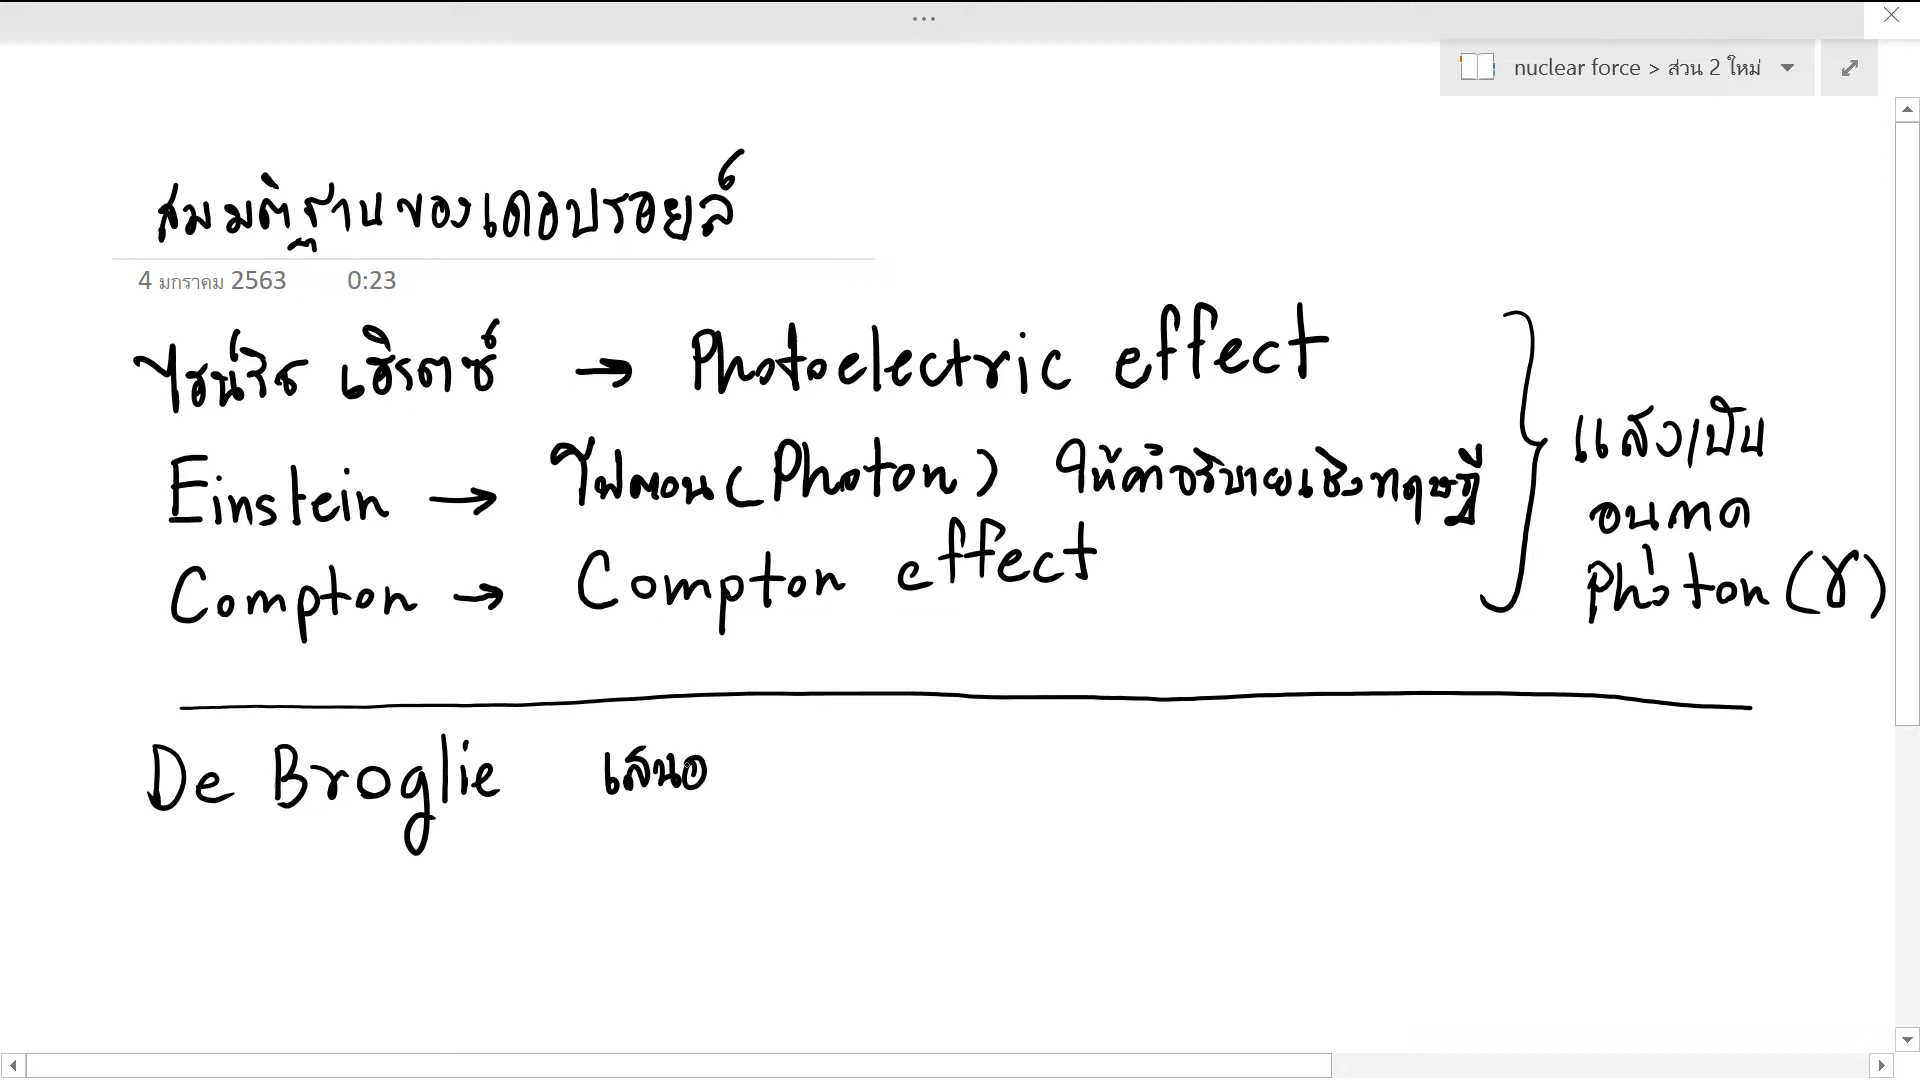 ...
nuclear force > ส่วน 2 ใหม่
สมมติฐานของเดอบรอยล์
4 มกราคม 2563 0:23
ไฮน์ริช เฮิรตซ์ → Photoelectric effect
Einstein → โฟตอน (Photon) ให้คำอธิบายเชิงทฤษฎี
Compton → Compton effect
แสงเป็น
อนุภาค
Photon (γ)
De Broglie เสนอ